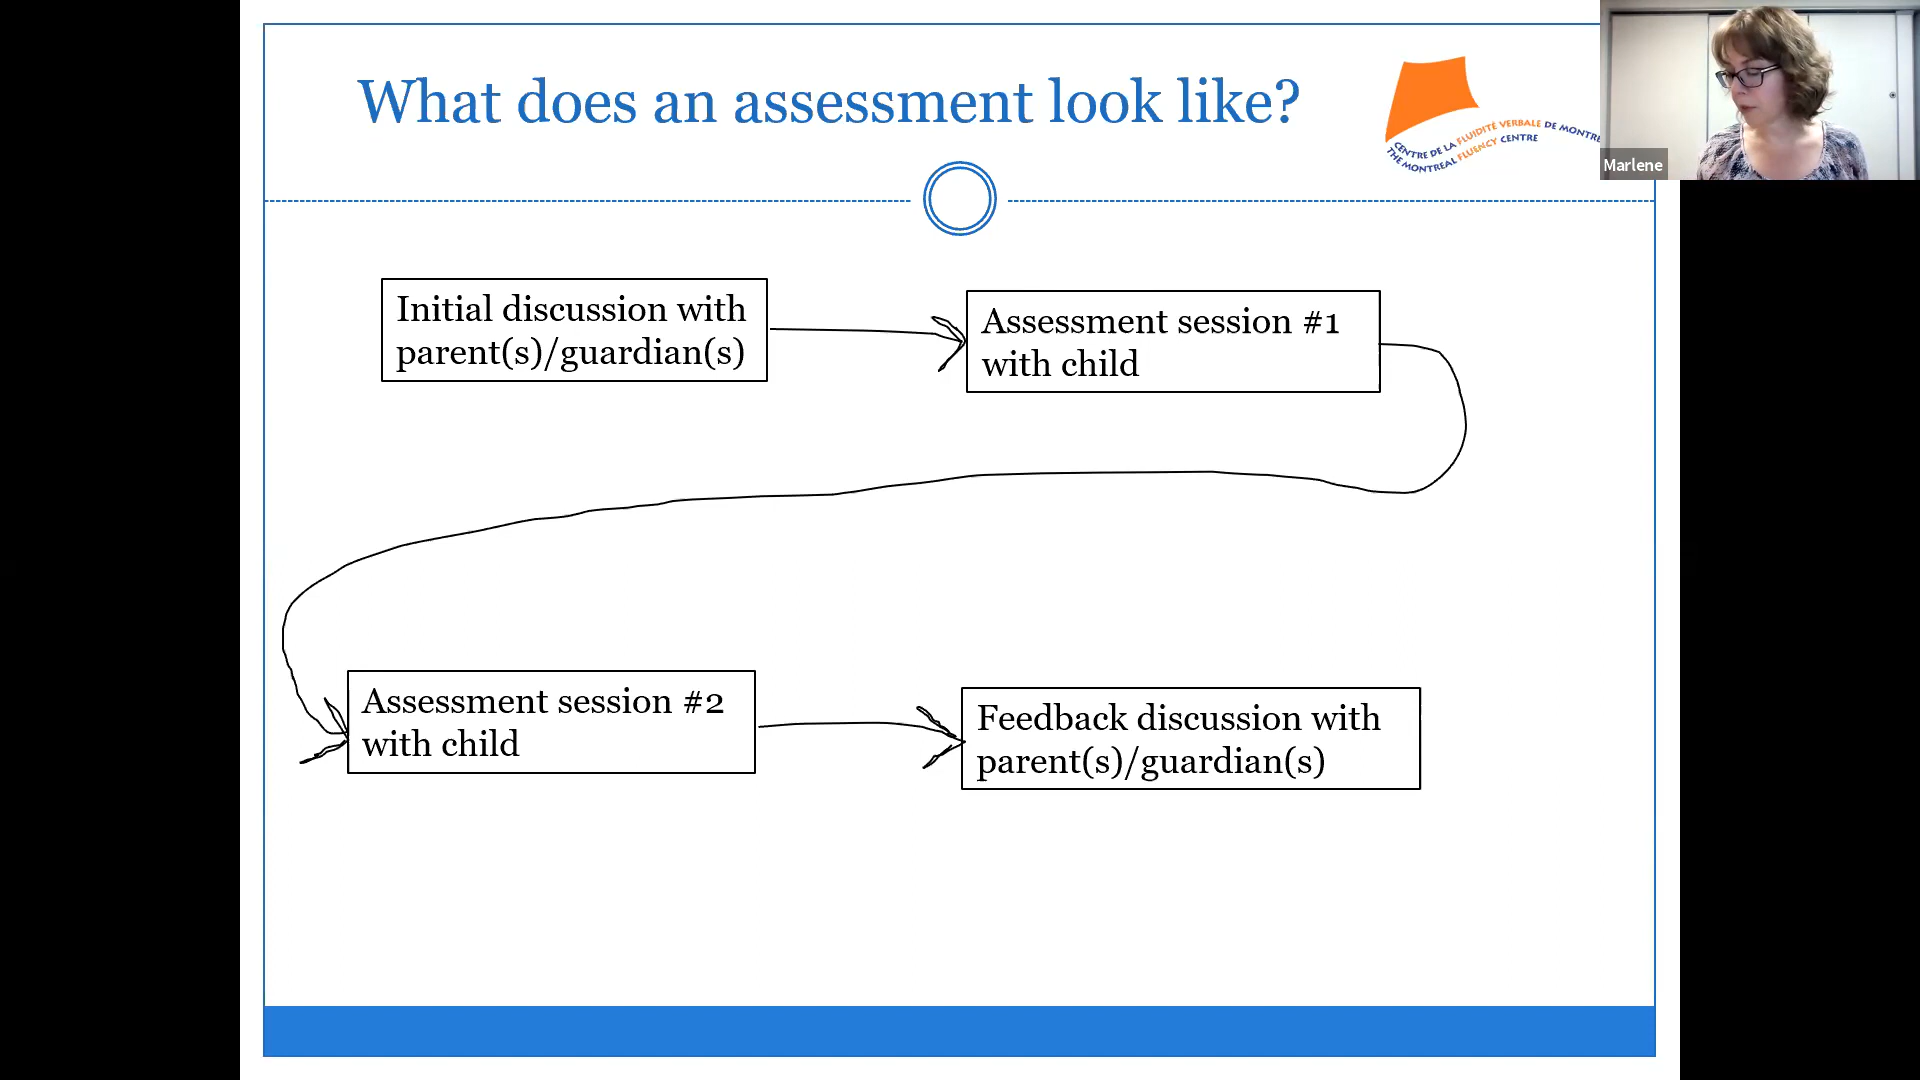 What does an assessment look like?
CENTRE DE LA FLUIDITÉ VERBALE DE MONTRE
THE MONTREAL FLUENCY CENTRE
Marlene
Initial discussion with
parent(s)/guardian(s)
Assessment session #1
with child
Assessment session #2
with child
Feedback discussion with
parent(s)/guardian(s)